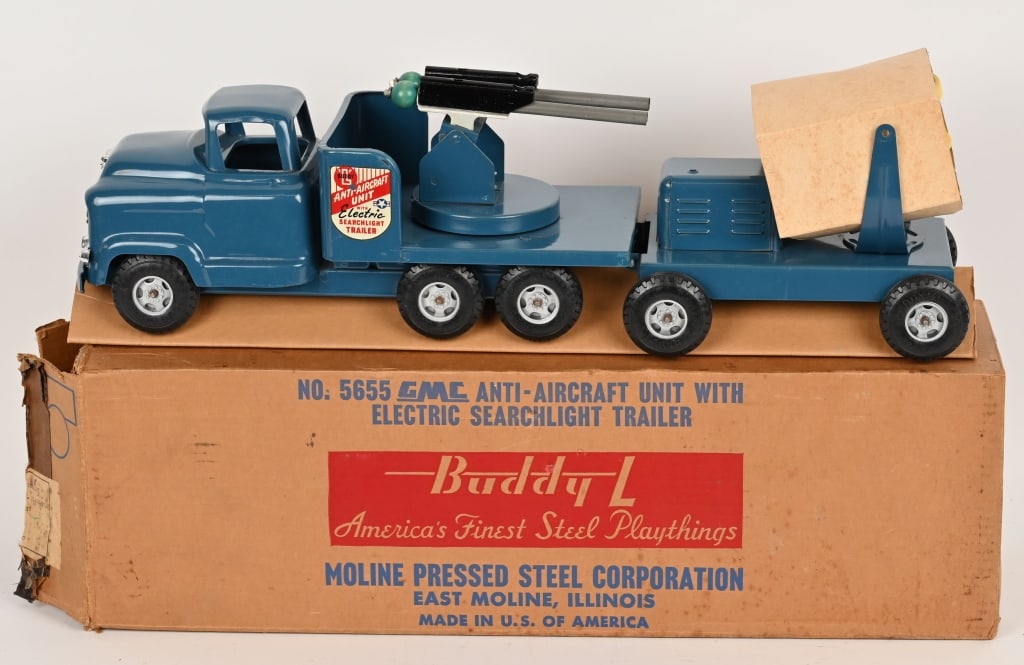 ANTI-AIRCRAFT
UNIT
WITH
Electric
SEARCHLIGHT
TRAILER
NO: 5655 GMC ANTI-AIRCRAFT UNIT WITH
ELECTRIC SEARCHLIGHT TRAILER
Buddy L
America's Finest Steel Playthings
MOLINE PRESSED STEEL CORPORATION
EAST MOLINE, ILLINOIS
MADE IN U.S. OF AMERICA